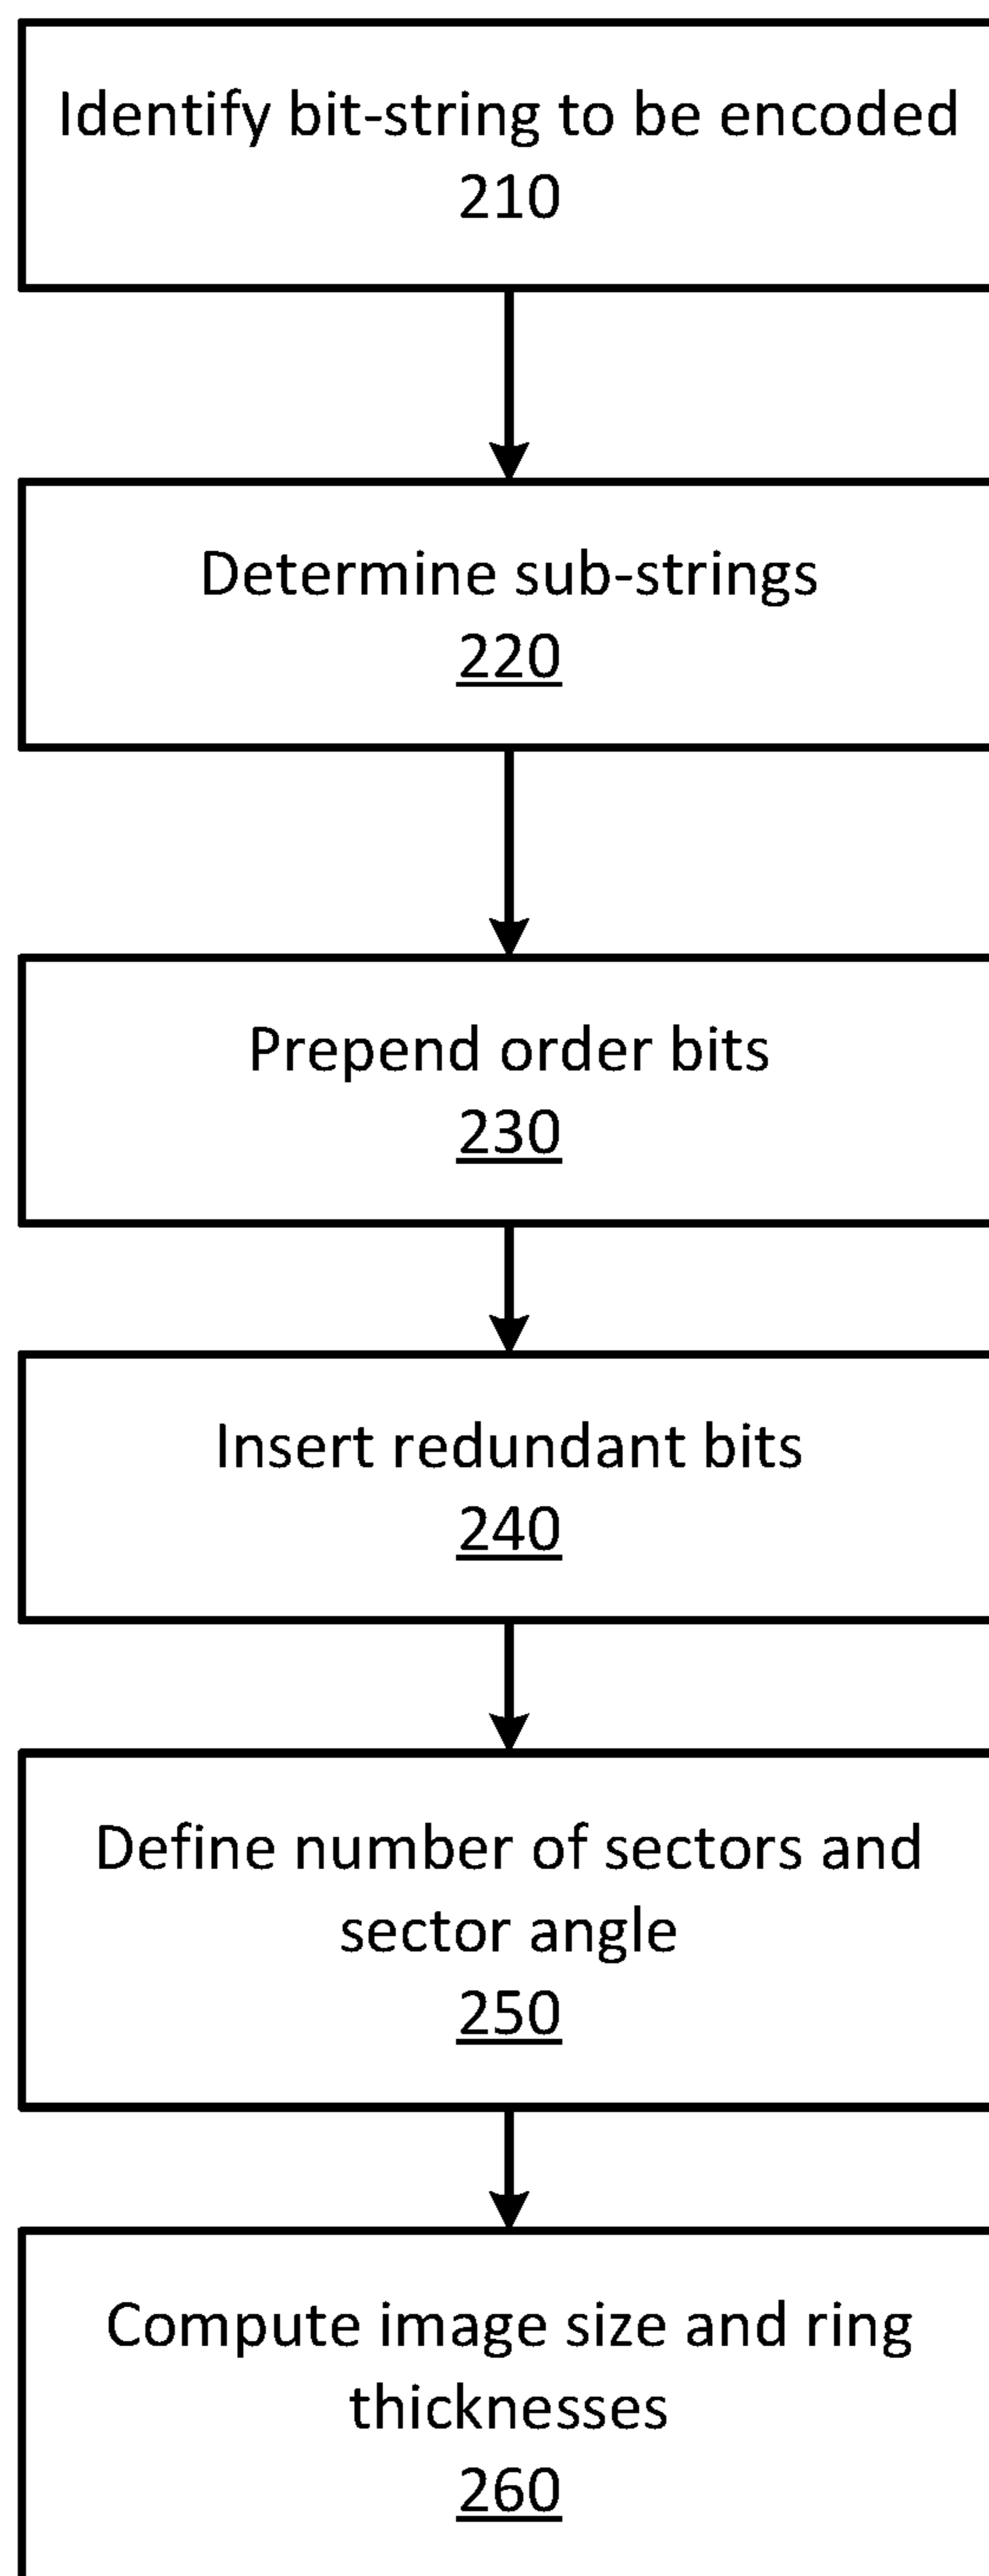 Identify bit-string to be encoded
210
Determine sub-strings
220
Prepend order bits
230
Insert redundant bits
240
Define number of sectors and
sector angle
250
Compute image size and ring
thicknesses
260